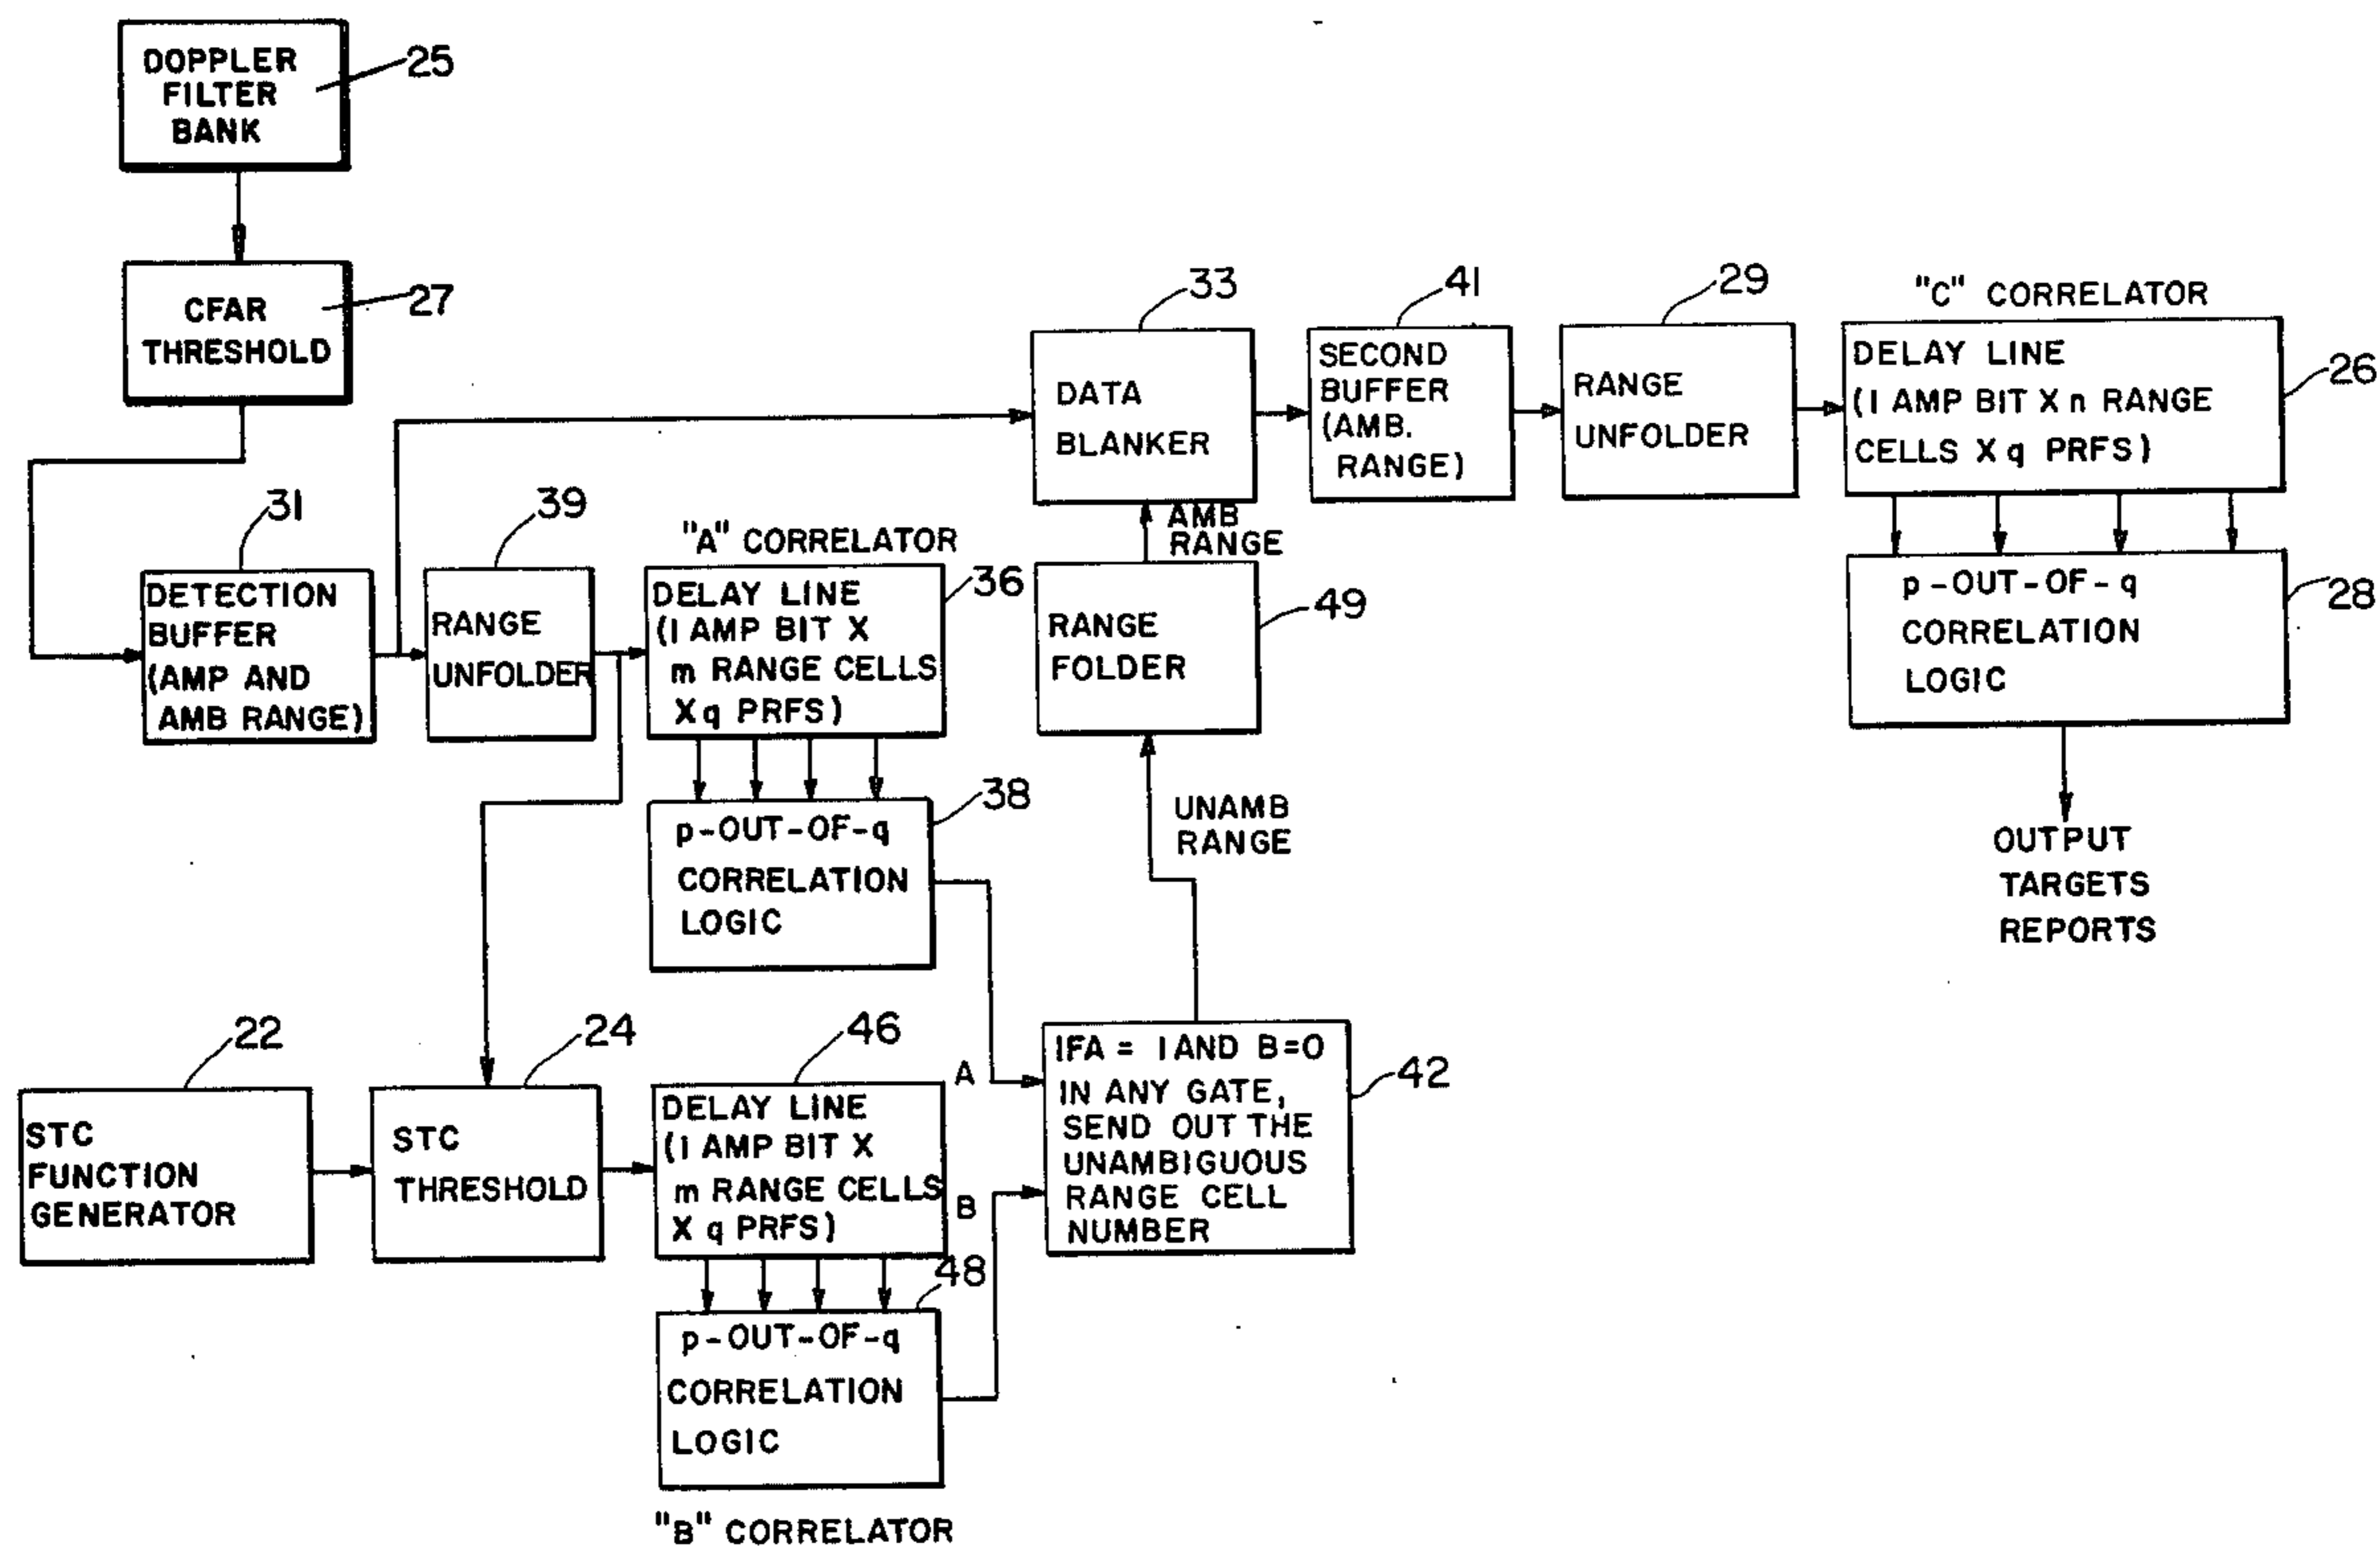 DOPPLER
FILTER
BANK
25
CFAR
THRESHOLD
27
31
DETECTION
BUFFER
(AMP AND
AMB RANGE)
39
RANGE
UNFOLDER
"A" CORRELATOR
DELAY LINE
(1 AMP BIT X
m RANGE CELLS
X q PRFS)
36
p-OUT-OF-q
CORRELATION
LOGIC
38
33
DATA
BLANKER
AMB
RANGE
RANGE
FOLDER
49
UNAMB
RANGE
41
SECOND
BUFFER
(AMB.
RANGE)
29
RANGE
UNFOLDER
"C" CORRELATOR
DELAY LINE
(1 AMP BIT X n RANGE
CELLS X q PRFS)
26
p-OUT-OF-q
CORRELATION
LOGIC
28
OUTPUT
TARGETS
REPORTS
22
STC
FUNCTION
GENERATOR
24
STC
THRESHOLD
46
DELAY LINE
(1 AMP BIT X
m RANGE CELLS
X q PRFS)
48
p-OUT-OF-q
CORRELATION
LOGIC
"B" CORRELATOR
A
B
IFA = 1 AND B=0
IN ANY GATE,
SEND OUT THE
UNAMBIGUOUS
RANGE CELL
NUMBER
42